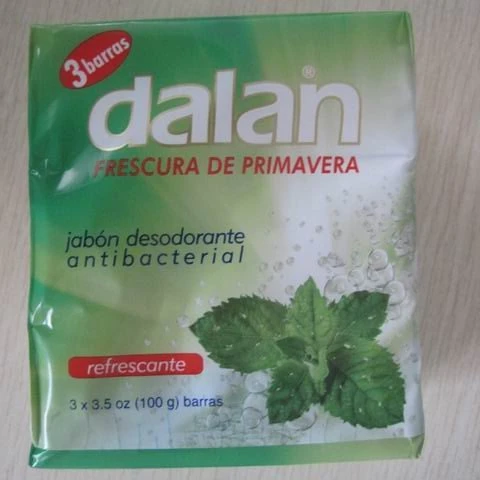 3 barras
dalan®
FRESCURA DE PRIMAVERA
jabón desodorante
antibacterial
refrescante
3 x 3.5 oz (100 g) barras